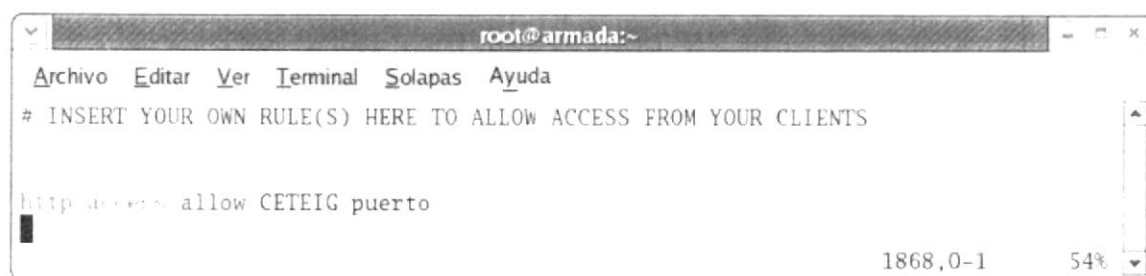 root@armada:~
Archivo Editar Ver Terminal Solapas Ayuda
# INSERT YOUR OWN RULE(S) HERE TO ALLOW ACCESS FROM YOUR CLIENTS
http_access allow CETEIG puerto
1868,0-1 54%